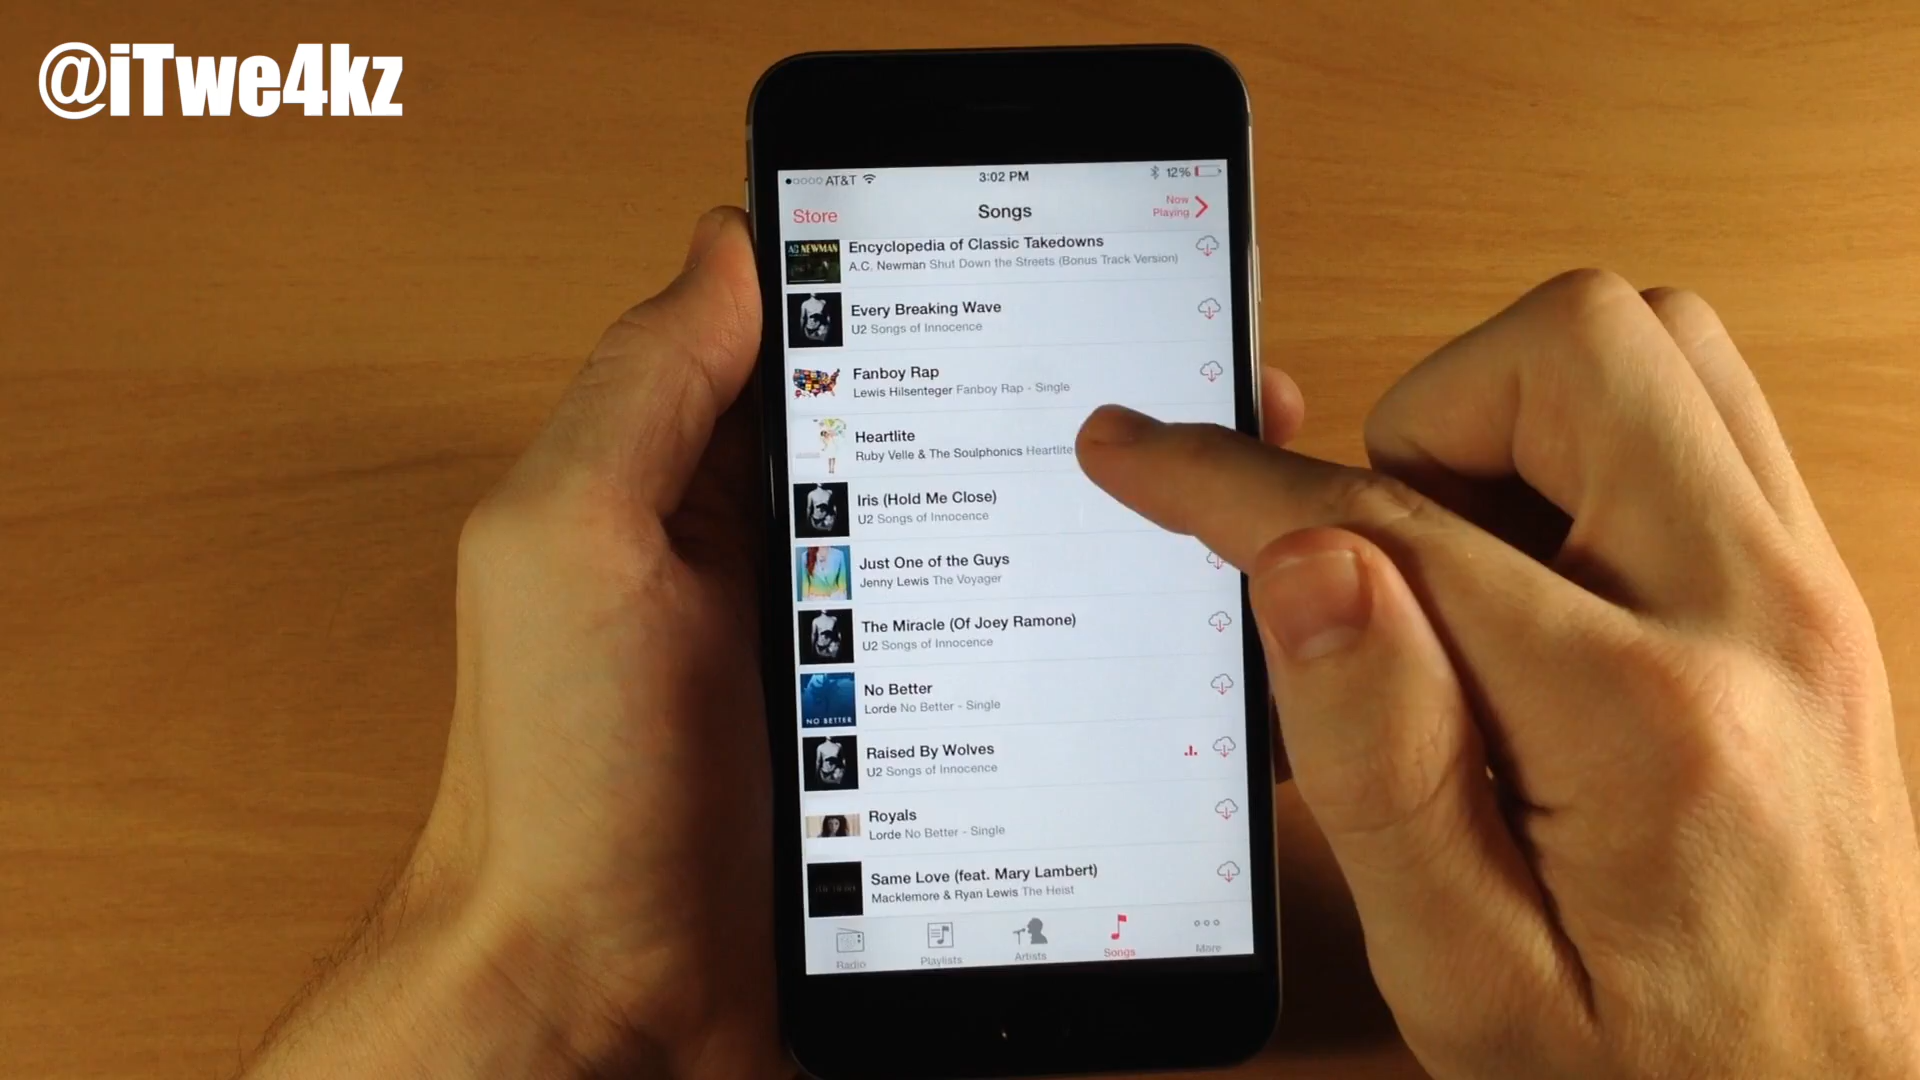 @iTwe4kz
AT&T 3:02 PM 12%
Store Songs Now Playing
AC NEWMAN
Encyclopedia of Classic Takedowns
A.C. Newman Shut Down the Streets (Bonus Track Version)
Every Breaking Wave
U2 Songs of Innocence
Fanboy Rap
Lewis Hilsenteger Fanboy Rap - Single
Heartlite
Ruby Velle & The Soulphonics Heartlite
Iris (Hold Me Close)
U2 Songs of Innocence
Just One of the Guys
Jenny Lewis The Voyager
The Miracle (Of Joey Ramone)
U2 Songs of Innocence
No Better
Lorde No Better - Single
NO BETTER
Raised By Wolves
U2 Songs of Innocence
Royals
Lorde No Better - Single
Same Love (feat. Mary Lambert)
Macklemore & Ryan Lewis The Heist
Radio Playlists Artists Songs More